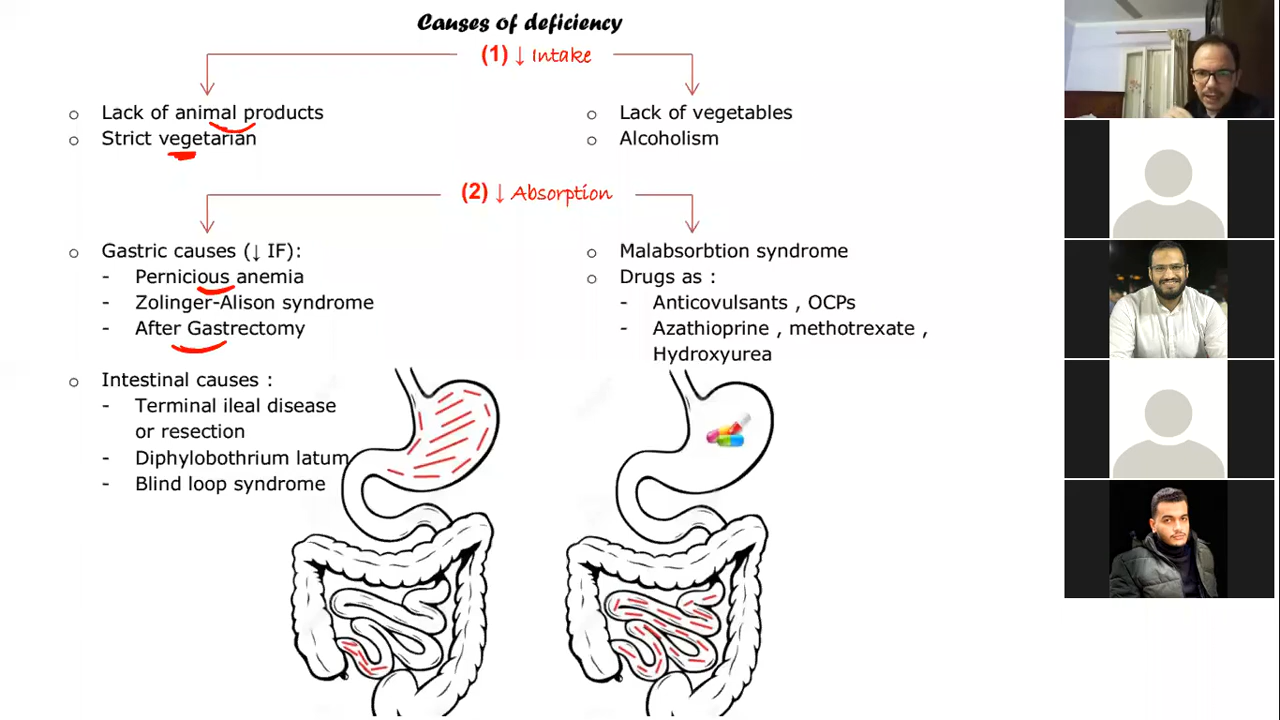 Causes of deficiency
(1) ↓ Intake
o Lack of animal products
o Strict vegetarian
o Lack of vegetables
o Alcoholism
(2) ↓ Absorption
o Gastric causes (↓ IF):
- Pernicious anemia
- Zolinger-Alison syndrome
- After Gastrectomy
o Intestinal causes :
- Terminal ileal disease
or resection
- Diphylobothrium latum
- Blind loop syndrome
o Malabsorbtion syndrome
o Drugs as :
- Anticovulsants , OCPs
- Azathioprine , methotrexate ,
Hydroxyurea